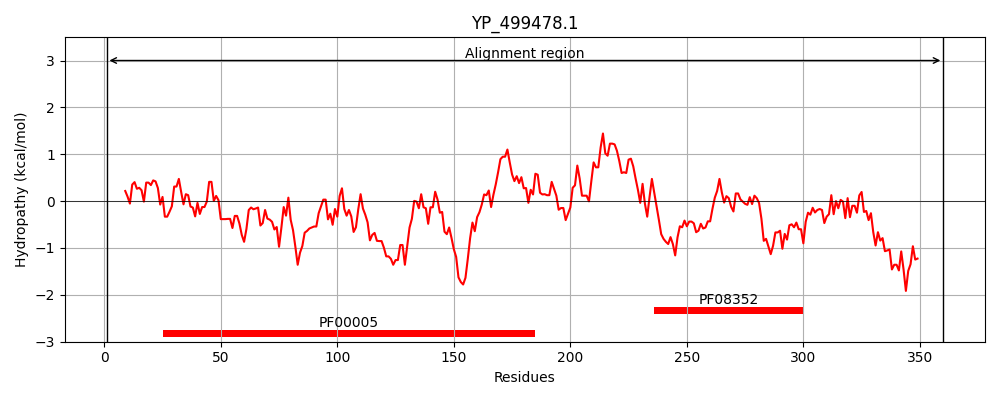 YP_499478.1
Alignment region
3
2
1
0
−1
−2
−3
Hydropathy (kcal/mol)
PF08352
PF00005
0 50 100 150 200 250 300 350
Residues